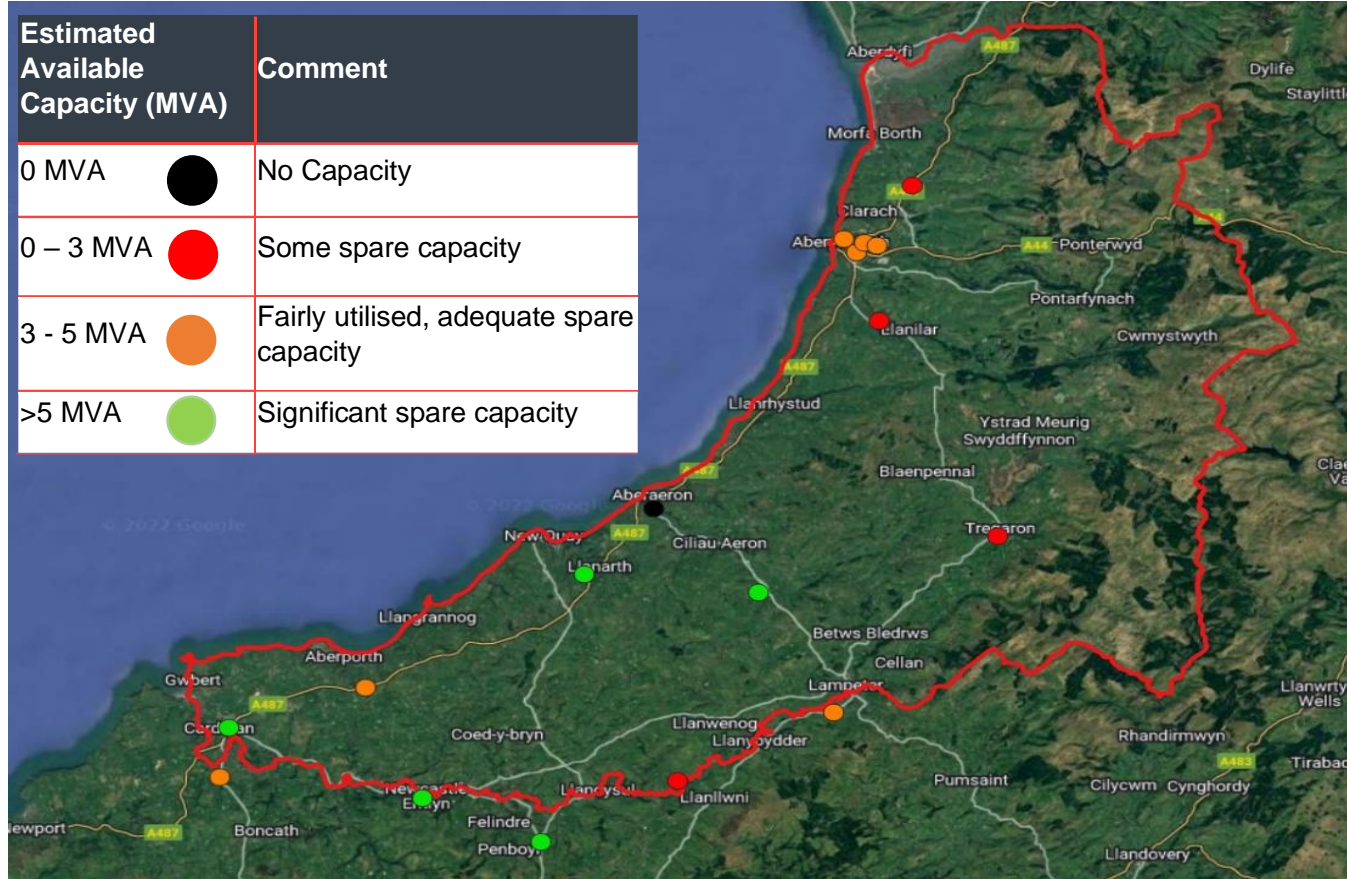 Estimated
Available
Capacity (MVA)
Comment
0 MVA
No Capacity
0 – 3 MVA
Some spare capacity
3 - 5 MVA
Fairly utilised, adequate spare
capacity
>5 MVA
Significant spare capacity
Aberdyfi
A487
Dylife
Staylittl
Morfa Borth
Clarach
A44
Ponterwyd
Pontarfynach
Llanilar
Cwmystwyth
A487
Llanrhystud
Ystrad Meurig
Swyddffynnon
Blaenpennal
A487
Aberaeron
© 2022 Google
© 2022 Google
New Quay
A487
Ciliau Aeron
Tregaron
Llanarth
Llangrannog
Betws Bledrws
Aberporth
Cellan
Gwbert
Lampeter
A487
Llanwrty
Wells
Cardigan
Llanwenog
Coed-y-bryn
Llanybydder
Rhandirmwyn
A483
Tirabad
Newcastle
Emlyn
Llandysul
Llanllwni
Pumsaint
Cilycwm
Cynghordy
Felindre
ewport
A487
Boncath
Penboyr
Llandovery